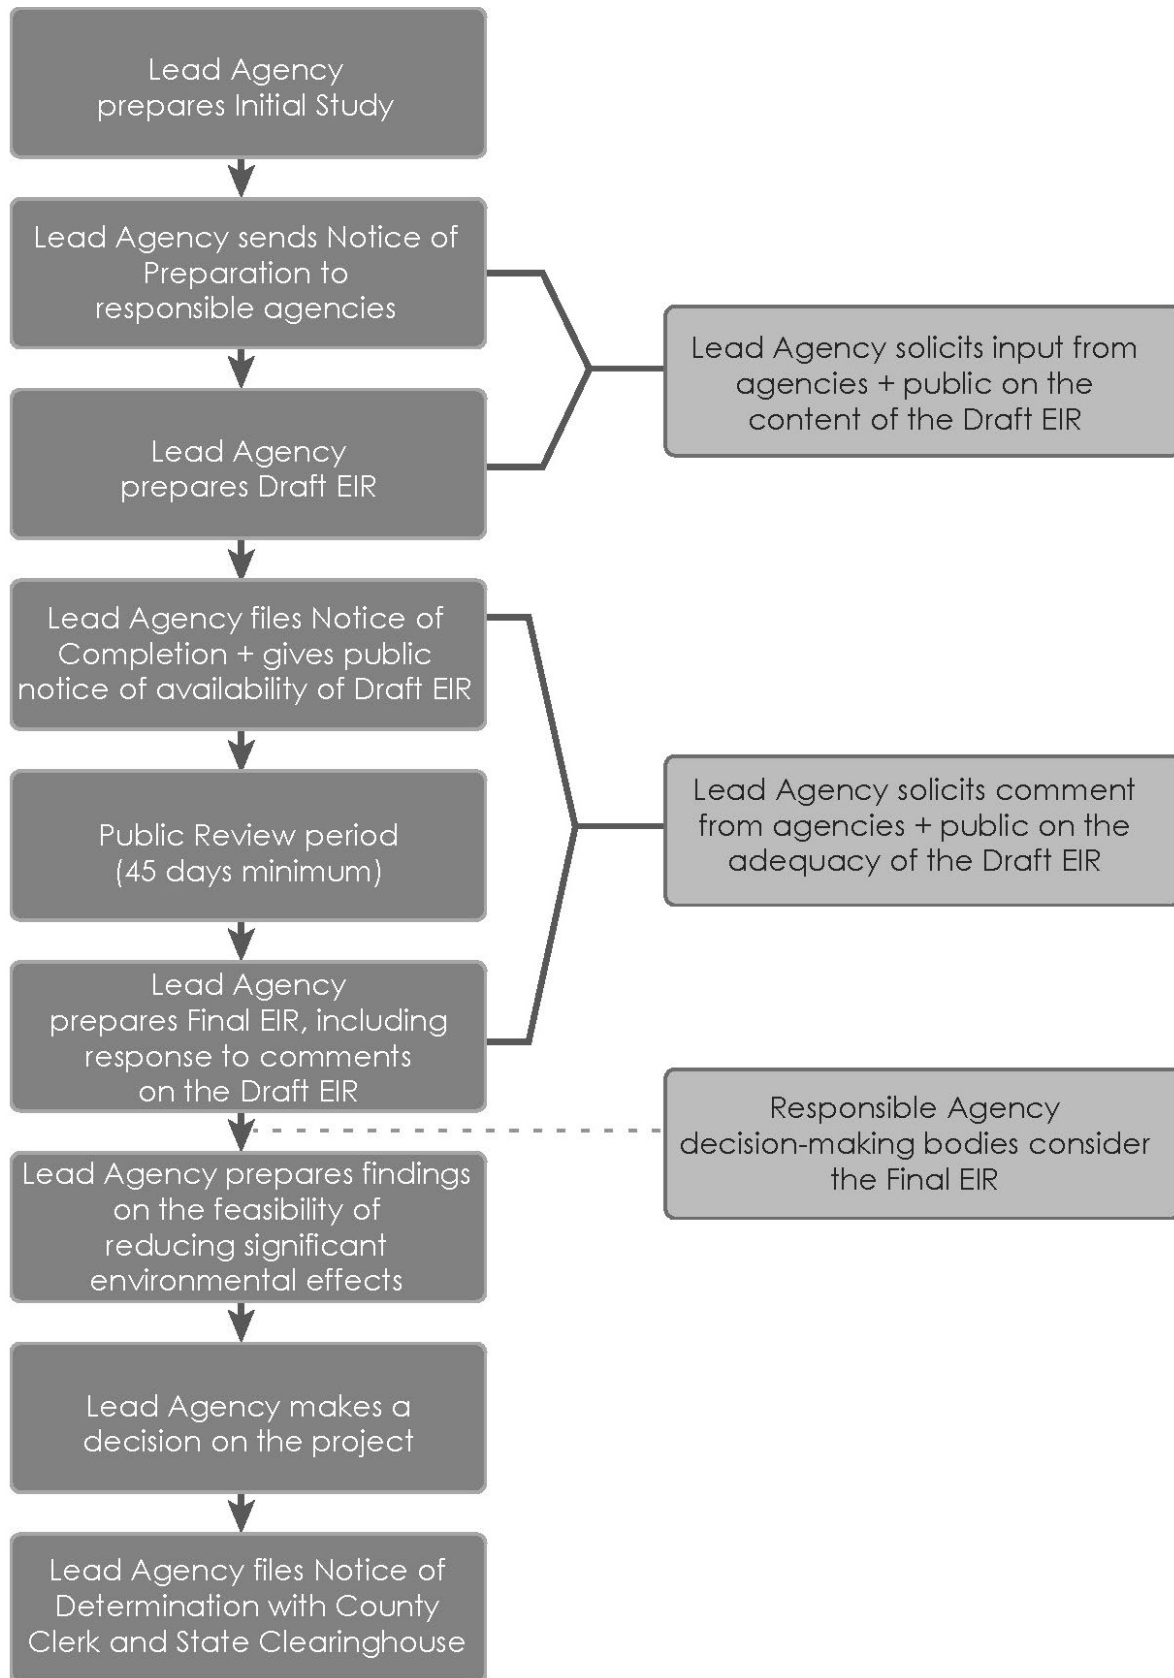 Lead Agency
prepares Initial Study
Lead Agency sends Notice of
Preparation to
responsible agencies
Lead Agency solicits input from
agencies + public on the
content of the Draft EIR
Lead Agency
prepares Draft EIR
Lead Agency files Notice of
Completion + gives public
notice of availability of Draft EIR
Public Review period
(45 days minimum)
Lead Agency solicits comment
from agencies + public on the
adequacy of the Draft EIR
Lead Agency
prepares Final EIR, including
response to comments
on the Draft EIR
Responsible Agency
decision-making bodies consider
the Final EIR
Lead Agency prepares findings
on the feasibility of
reducing significant
environmental effects
Lead Agency makes a
decision on the project
Lead Agency files Notice of
Determination with County
Clerk and State Clearinghouse